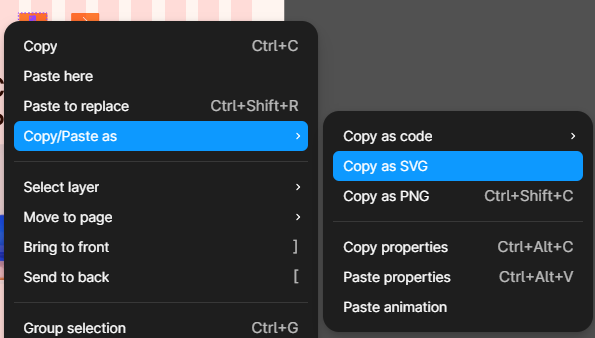 Copy Ctrl+C
Paste here
Paste to replace Ctrl+Shift+R
Copy/Paste as
Select layer
Move to page
Bring to front ]
Send to back [
Group selection Ctrl+G
Copy as code
Copy as SVG
Copy as PNG Ctrl+Shift+C
Copy properties Ctrl+Alt+C
Paste properties Ctrl+Alt+V
Paste animation